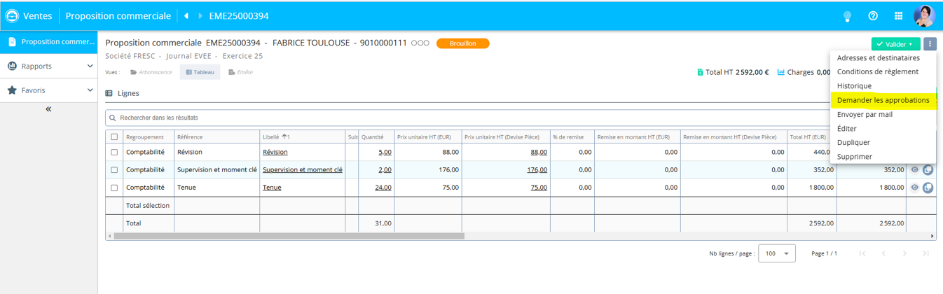 Ventes Proposition commerciale EME25000394
Proposition commer...
Rapports
Favoris
Proposition commerciale EME25000394 - FABRICE TOULOUSE - 9010000111 Brouillon
Valider
Société FRESC - Journal EVEE - Exercice 25
Vues : Arborescence Tableau Emise
Total HT 2 592,00 € Charges 0,00
Adresses et destinataires
Conditions de règlement
Historique
Demander les approbations
Envoyer par mail
Éditer
Dupliquer
Supprimer
Lignes
Rechercher dans les résultats
Regroupement Référence Libellé 1 Sub Quantité Prix unitaire HT (EUR) Prix unitaire HT (Devise Pièce) % de remise Remise en montant HT (EUR) Remise en montant HT (Devise Pièce) Total HT (EUR)
Comptabilité Révision Révision 5,00 88,00 88,00 0,00 0,00 0,00 440,0
Comptabilité Supervision et moment clé Supervision et moment clé 2,00 176,00 176,00 0,00 0,00 0,00 352,00 352,00
Comptabilité Tenue Tenue 24,00 75,00 75,00 0,00 0,00 0,00 1 800,00 1 800,00
Total sélection
Total 31,00 2 592,00 2 592,00
Nb lignes / page : 100 Page 1 / 1